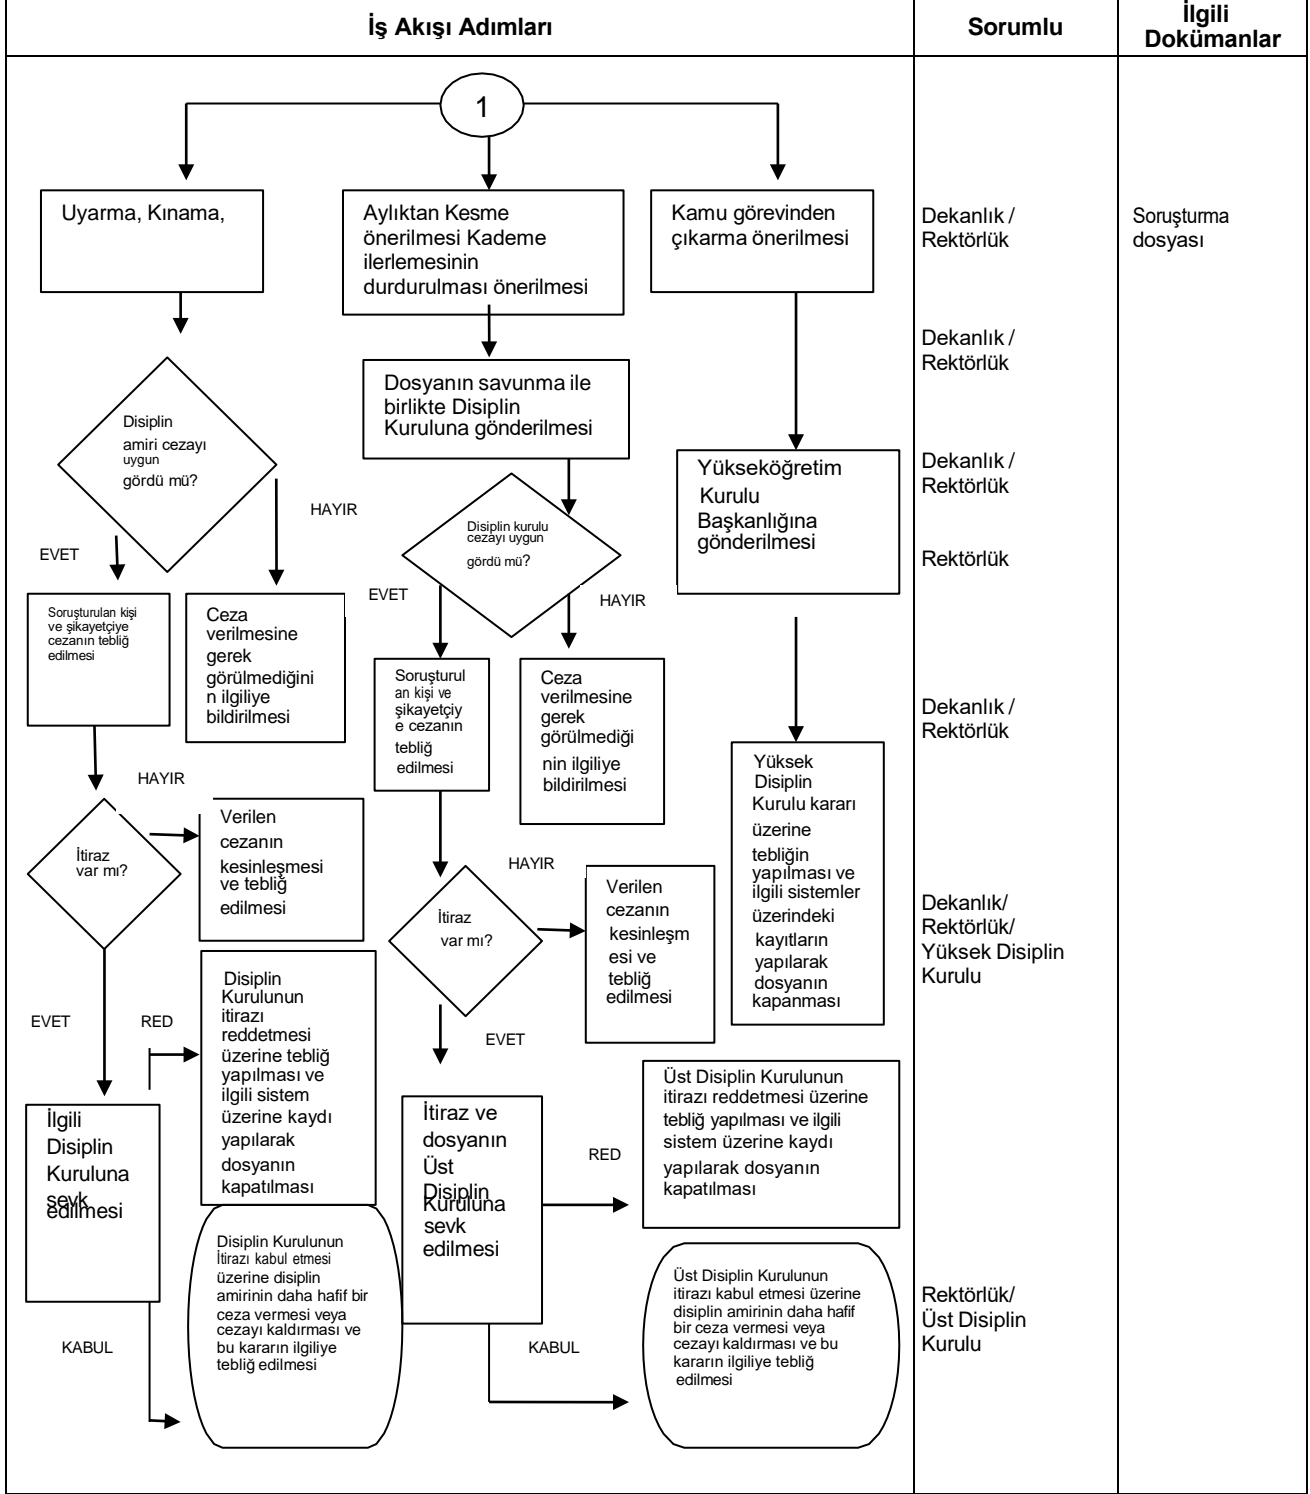 İş Akışı Adımları
Sorumlu
İlgili
Dokümanlar
1
Uyarma, Kınama,
Aylıktan Kesme
önerilmesi Kademe
ilerlemesinin
durdurulması önerilmesi
Kamu görevinden
çıkarma önerilmesi
Dekanlık /
Rektörlük
Soruşturma
dosyası
Dekanlık /
Rektörlük
Dosyanın savunma ile
birlikte Disiplin
Kuruluna gönderilmesi
Disiplin
amiri cezayı
uygun
gördü mü?
HAYIR
EVET
Yükseköğretim
Kurulu
Başkanlığına
gönderilmesi
Dekanlık /
Rektörlük
Disiplin kurulu
cezayı uygun
gördü mü?
EVET
HAYIR
Rektörlük
Soruşturulan kişi
ve şikayetçiye
cezanın tebliğ
edilmesi
Ceza
verilmesine
gerek
görülmediğini
n ilgiliye
bildirilmesi
Soruşturul
an kişi ve
şikayetçiy
e cezanın
tebliğ
edilmesi
Ceza
verilmesine
gerek
görülmediği
nin ilgiliye
bildirilmesi
Dekanlık /
Rektörlük
HAYIR
İtiraz
var mı?
Verilen
cezanın
kesinleşmesi
ve tebliğ
edilmesi
Yüksek
Disiplin
Kurulu kararı
üzerine
tebliğin
yapılması ve
ilgili sistemler
üzerindeki
kayıtların
yapılarak
dosyanın
kapanması
HAYIR
İtiraz
var mı?
Verilen
cezanın
kesinleşm
esi ve
tebliğ
edilmesi
Dekanlık/
Rektörlük/
Yüksek Disiplin
Kurulu
EVET
RED
Disiplin
Kurulunun
itirazı
reddetmesi
üzerine tebliğ
yapılması ve
ilgili sistem
üzerine kaydı
yapılarak
dosyanın
kapatılması
EVET
İlgili
Disiplin
Kuruluna
sevk
edilmesi
İtiraz ve
dosyanın
Üst
Disiplin
Kuruluna
sevk
edilmesi
RED
Üst Disiplin Kurulunun
itirazı reddetmesi üzerine
tebliğ yapılması ve ilgili
sistem üzerine kaydı
yapılarak dosyanın
kapatılması
KABUL
Disiplin Kurulunun
İtirazı kabul etmesi
üzerine disiplin
amirinin daha hafif bir
ceza vermesi veya
cezayı kaldırması ve
bu kararın ilgiliye
tebliğ edilmesi
KABUL
Üst Disiplin Kurulunun
itirazı kabul etmesi üzerine
disiplin amirinin daha hafif
bir ceza vermesi veya
cezayı kaldırması ve bu
kararın ilgiliye tebliğ
edilmesi
Rektörlük/
Üst Disiplin
Kurulu